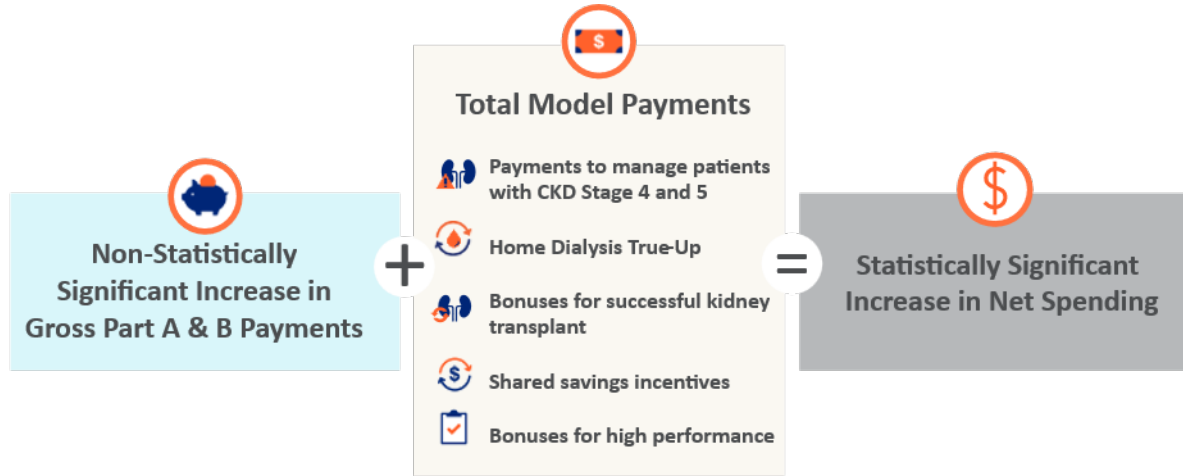 $
Total Model Payments
Payments to manage patients
with CKD Stage 4 and 5
Non-Statistically
Significant Increase in
Gross Part A & B Payments
+
Home Dialysis True-Up
Bonuses for successful kidney
transplant
$
Shared savings incentives
Bonuses for high performance
=
$
Statistically Significant
Increase in Net Spending